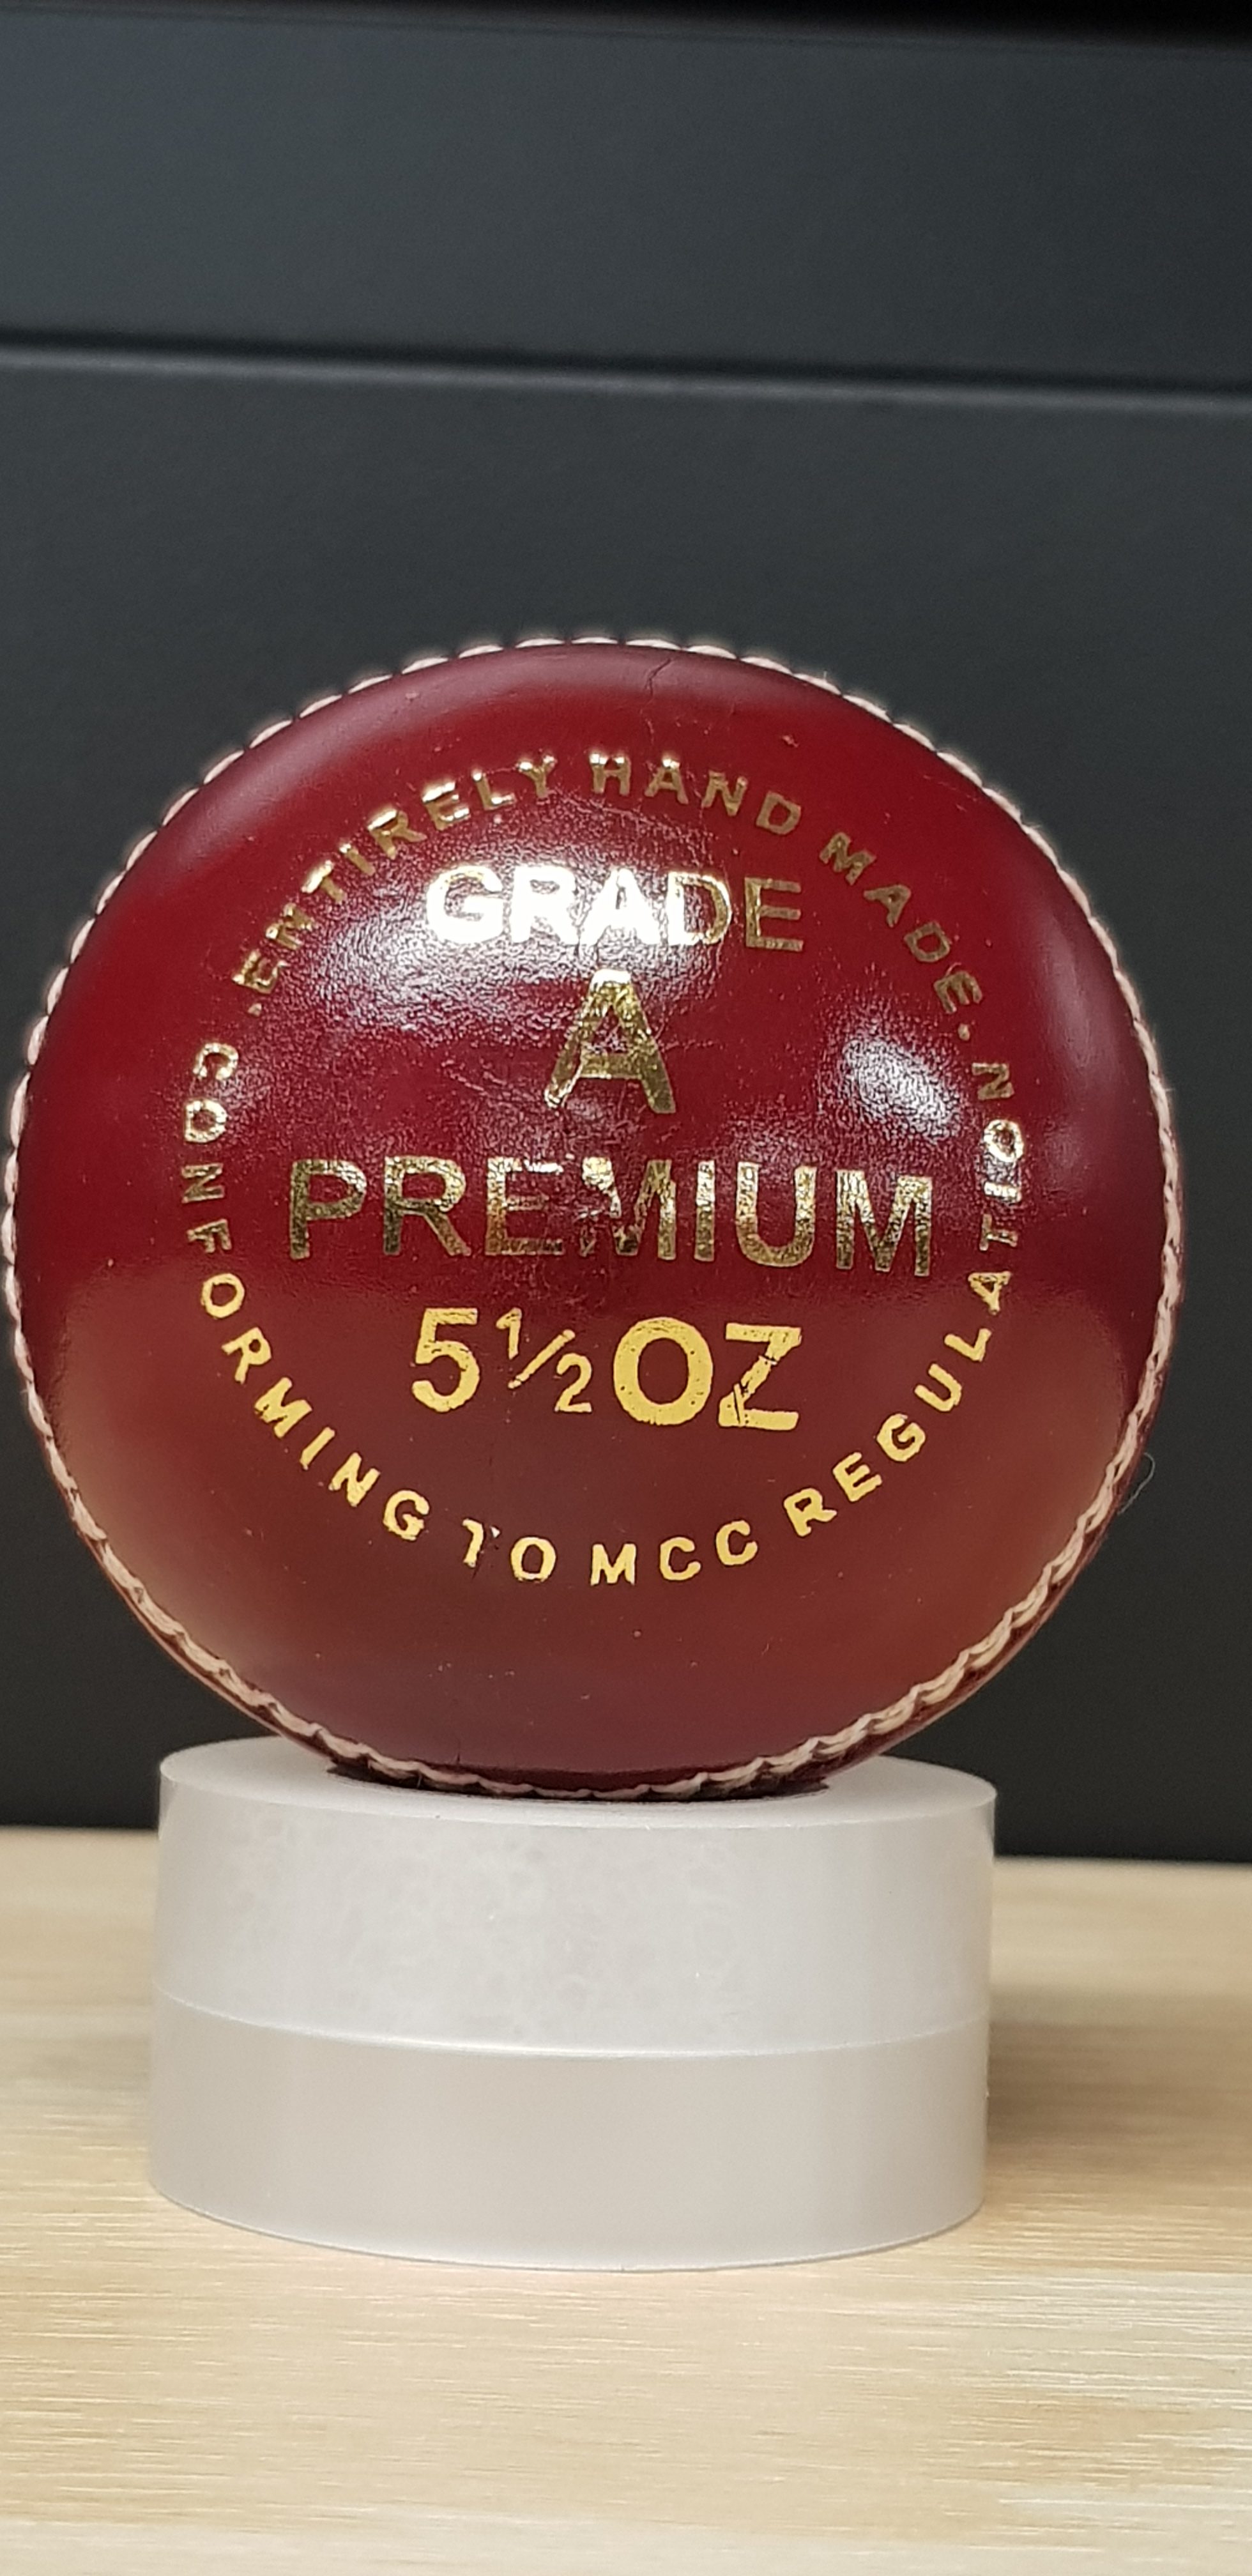 .ENTIRELY HAND MADE.
GRADE
A
PREMIUM
5½OZ
CONFORMING TO MCC REGULATION